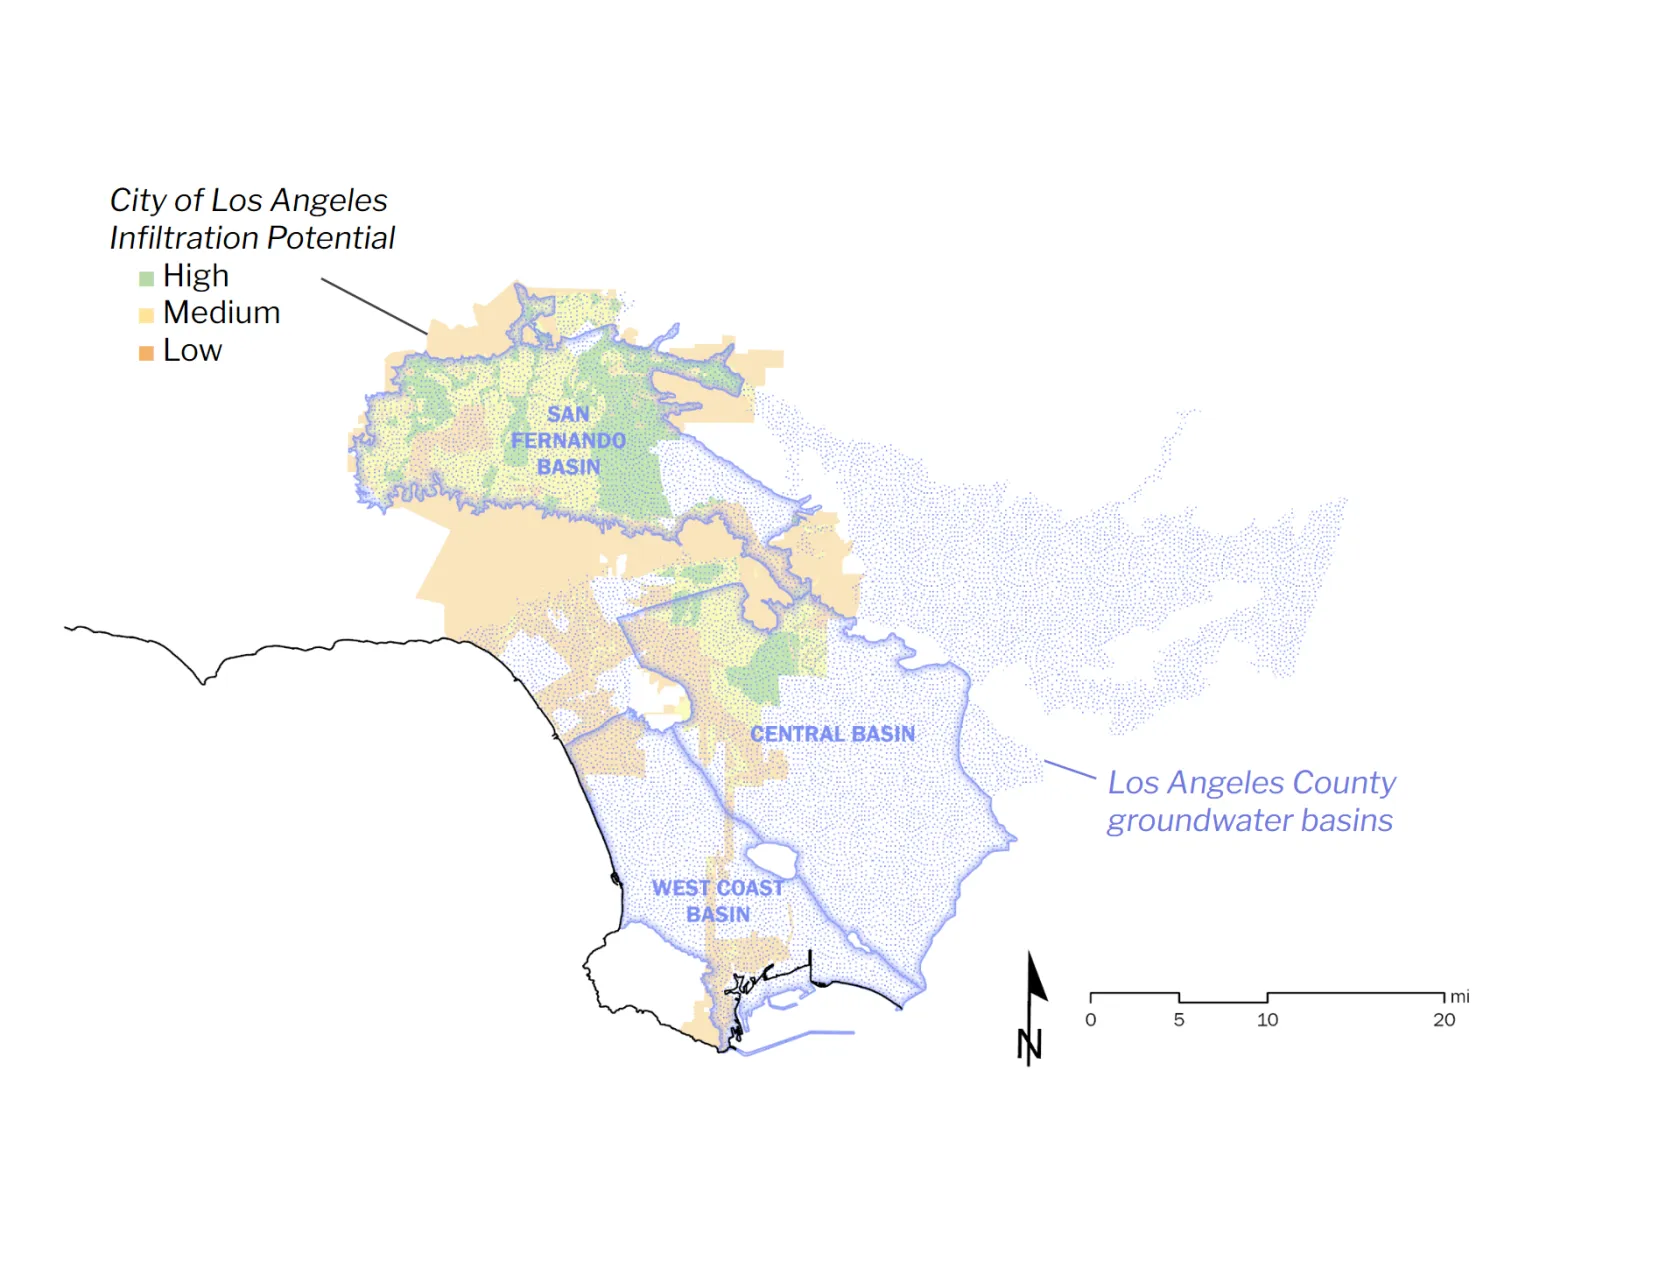 City of Los Angeles
Infiltration Potential
High
Medium
Low
SAN
FERNANDO
BASIN
CENTRAL BASIN
Los Angeles County
groundwater basins
WEST COAST
BASIN
N
mi
0 5 10 20